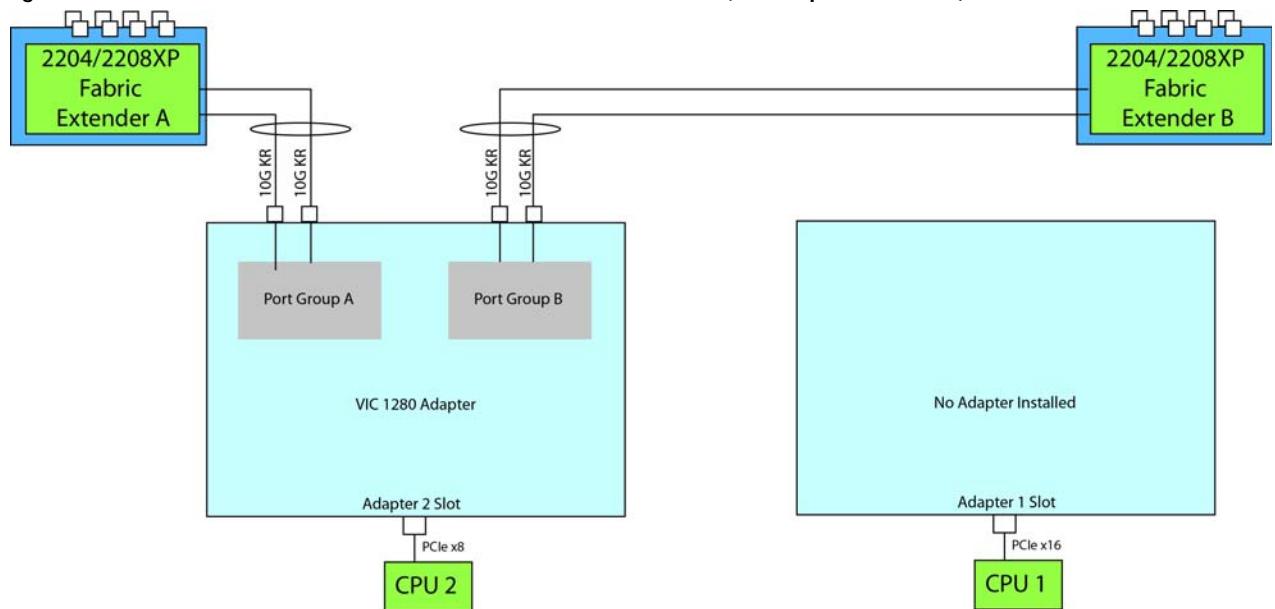 2204/2208XP
Fabric
Extender A
2204/2208XP
Fabric
Extender B
10G KR
10G KR
10G KR
10G KR
Port Group A
Port Group B
VIC 1280 Adapter
No Adapter Installed
Adapter 2 Slot
Adapter 1 Slot
PCIe x8
PCIe x16
CPU 2
CPU 1